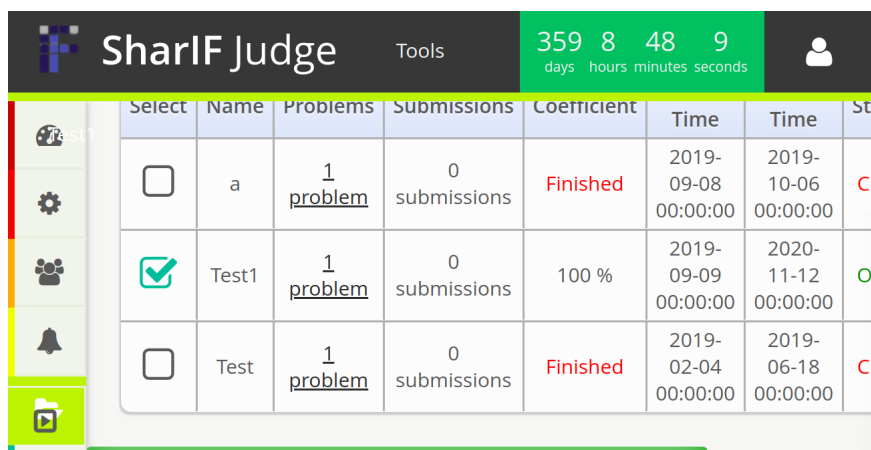 SharIF Judge
Tools
359 8 48 9
days hours minutes seconds
Test1
Select Name Problems Submissions Coefficient
Time Time
a 1 problem 0 submissions Finished 2019-09-08 00:00:00 2019-10-06 00:00:00
Test1 1 problem 0 submissions 100 % 2019-09-09 00:00:00 2020-11-12 00:00:00
Test 1 problem 0 submissions Finished 2019-02-04 00:00:00 2019-06-18 00:00:00